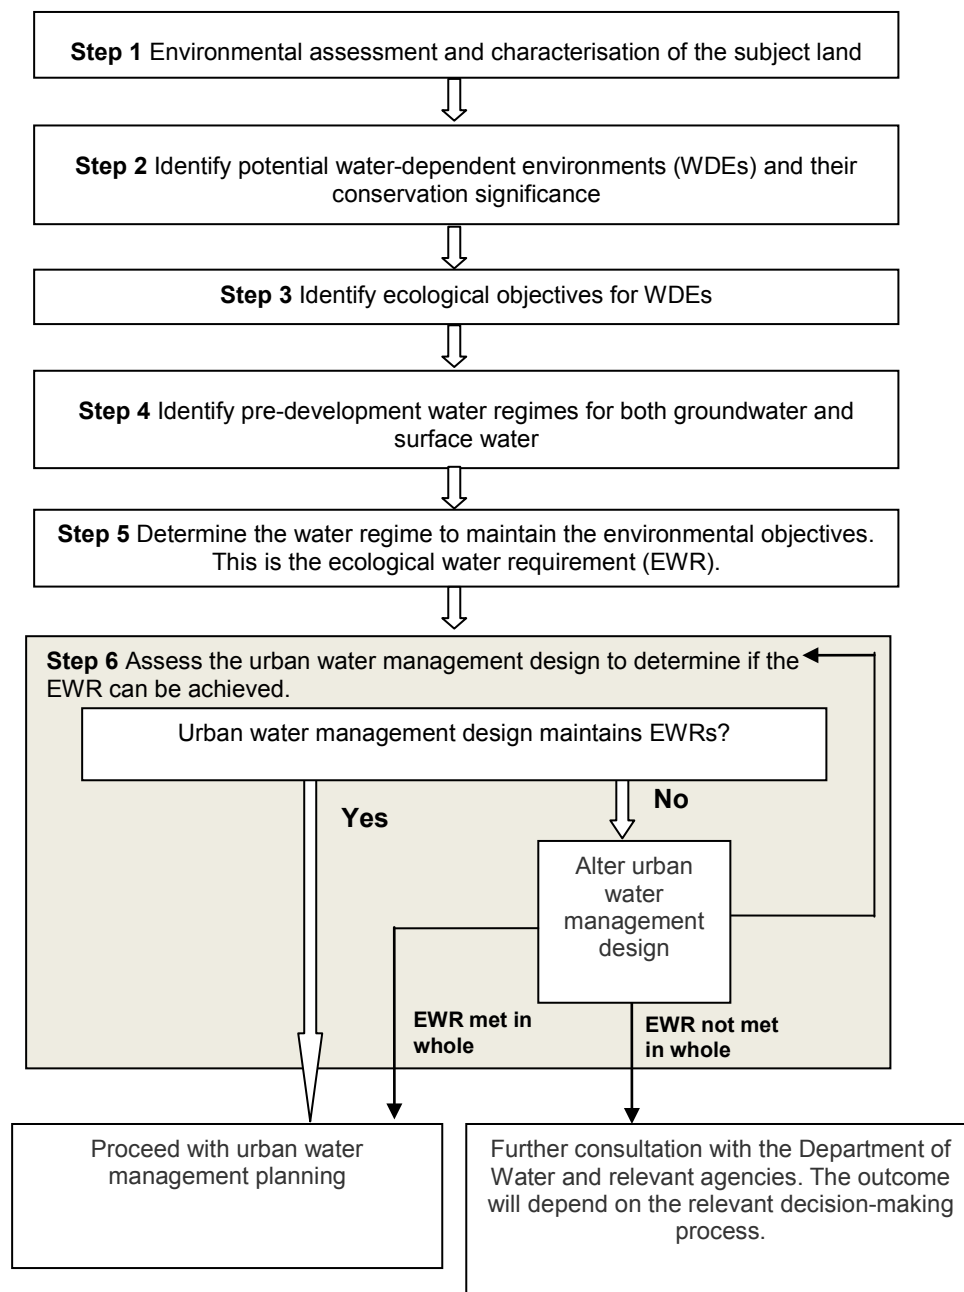 Step 1 Environmental assessment and characterisation of the subject land
Step 2 Identify potential water-dependent environments (WDEs) and their
conservation significance
Step 3 Identify ecological objectives for WDEs
Step 4 Identify pre-development water regimes for both groundwater and
surface water
Step 5 Determine the water regime to maintain the environmental objectives.
This is the ecological water requirement (EWR).
Step 6 Assess the urban water management design to determine if the
EWR can be achieved.
Urban water management design maintains EWRs?
Yes
No
Alter urban
water
management
design
EWR met in
whole
EWR not met
in whole
Proceed with urban water
management planning
Further consultation with the Department of
Water and relevant agencies. The outcome
will depend on the relevant decision-making
process.